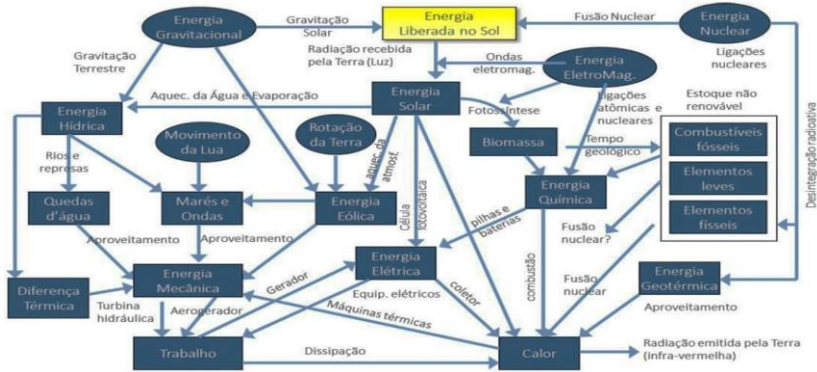 Energia
Gravitacional
Gravitação
Solar
Energia
Liberada no Sol
Fusão Nuclear
Energia
Nuclear
Gravitação
Terrestre
Radiação recebida
pela Terra (Luz)
Ondas
eletromag.
Energia
EletroMag.
Ligações
nucleares
Aquec. da Água e Evaporação
Energia
Solar
Fotossíntese
Ligações
atômicas e
nucleares
Estoque não
renovável
Energia
Hídrica
Movimento
da Lua
Rotação
da Terra
aquec. da
atmosf.
Biomassa
Tempo
geológico
Combustíveis
fósseis
Desintegração radioativa
Rios e
represas
Célula
fotovoltáica
Elementos
leves
Quedas
d'água
Marés e
Ondas
Energia
Eólica
Energia
Química
Elementos
físseis
pilhas e
baterias
Fusão
nuclear?
Aproveitamento
Aproveitamento
Diferença
Térmica
Energia
Mecânica
Gerador
Energia
Elétrica
coletor
combustão
Fusão
nuclear
Energia
Geotérmica
Turbina
hidráulica
Aerogerador
Equip. elétricos
Máquinas térmicas
Aproveitamento
Trabalho
Dissipação
Calor
Radiação emitida pela Terra
(infra-vermelha)